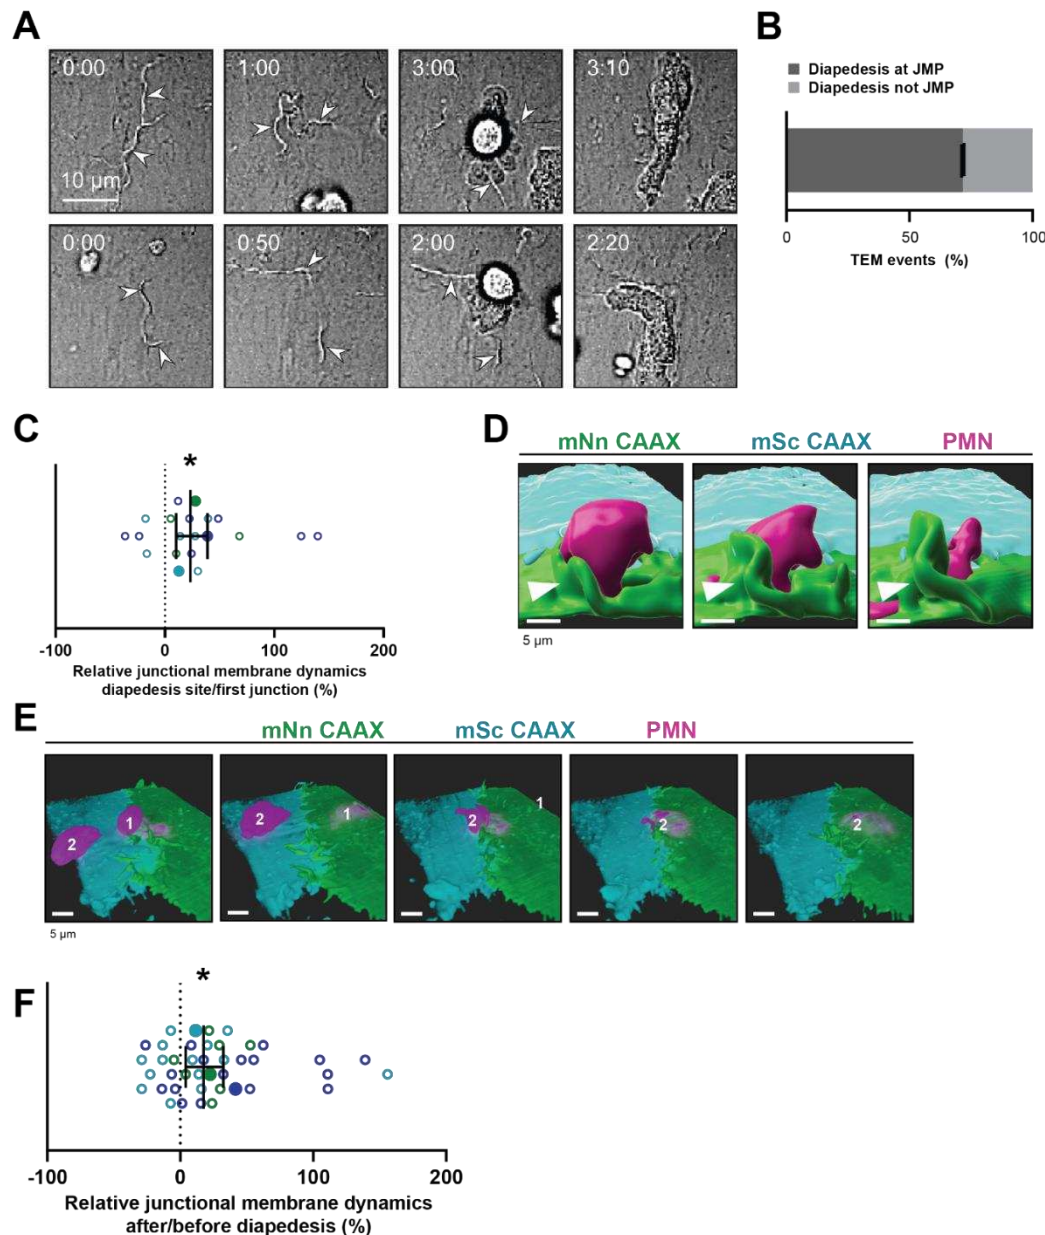 A
0:00
1:00
3:00
3:10
10 µm
0:00
0:50
2:00
2:20
B
Diapedesis at JMP
Diapedesis not JMP
0
50
100
TEM events (%)
C
*
-100
0
100
200
Relative junctional membrane dynamics
diapedesis site/first junction (%)
D
mNn CAAX
mSc CAAX
PMN
5 µm
E
mNn CAAX
mSc CAAX
PMN
1
2
2
1
2
1
2
2
5 µm
F
*
-100
0
100
200
Relative junctional membrane dynamics
after/before diapedesis (%)